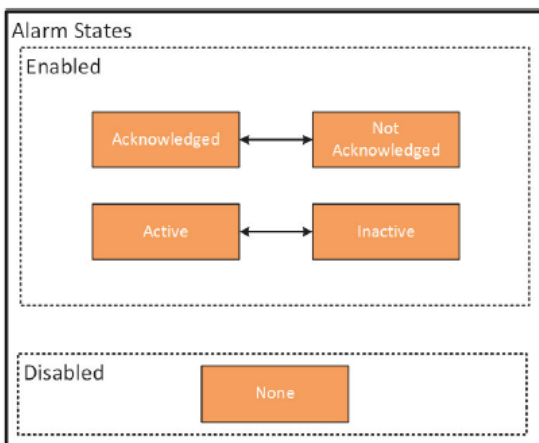 Alarm States
Enabled
Acknowledged
Not
Acknowledged
Active
Inactive
Disabled
None